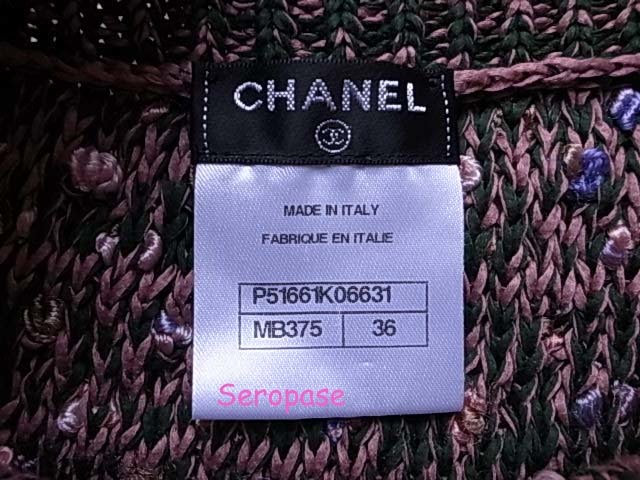 CHANEL
MADE IN ITALY
FABRIQUE EN ITALIE
P51661K06631
MB375 36
Seropase